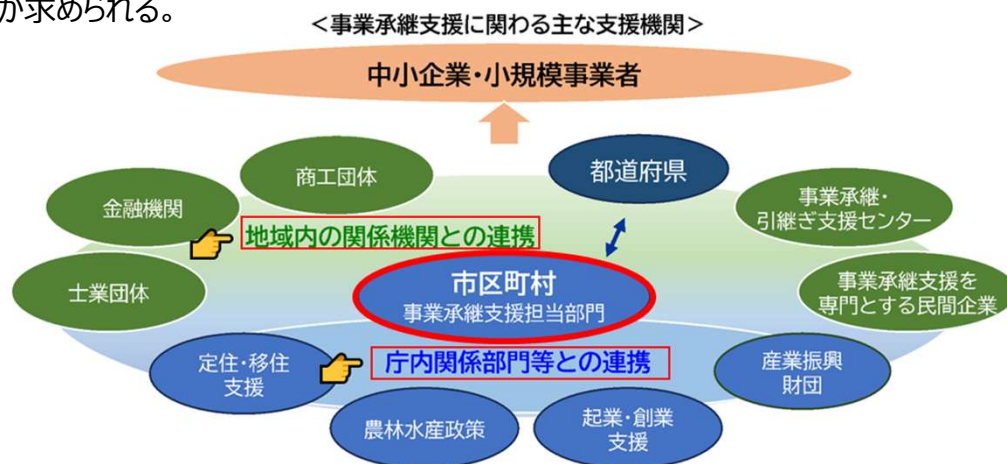 が求められる。
＜事業承継支援に関わる主な支援機関＞
中小企業・小規模事業者
商工団体
都道府県
金融機関
事業承継・
引継ぎ支援センター
地域内の関係機関との連携
士業団体
市区町村
事業承継支援担当部門
事業承継支援を
専門とする民間企業
定住・移住
支援
庁内関係部門等との連携
産業振興
財団
農林水産政策
起業・創業
支援